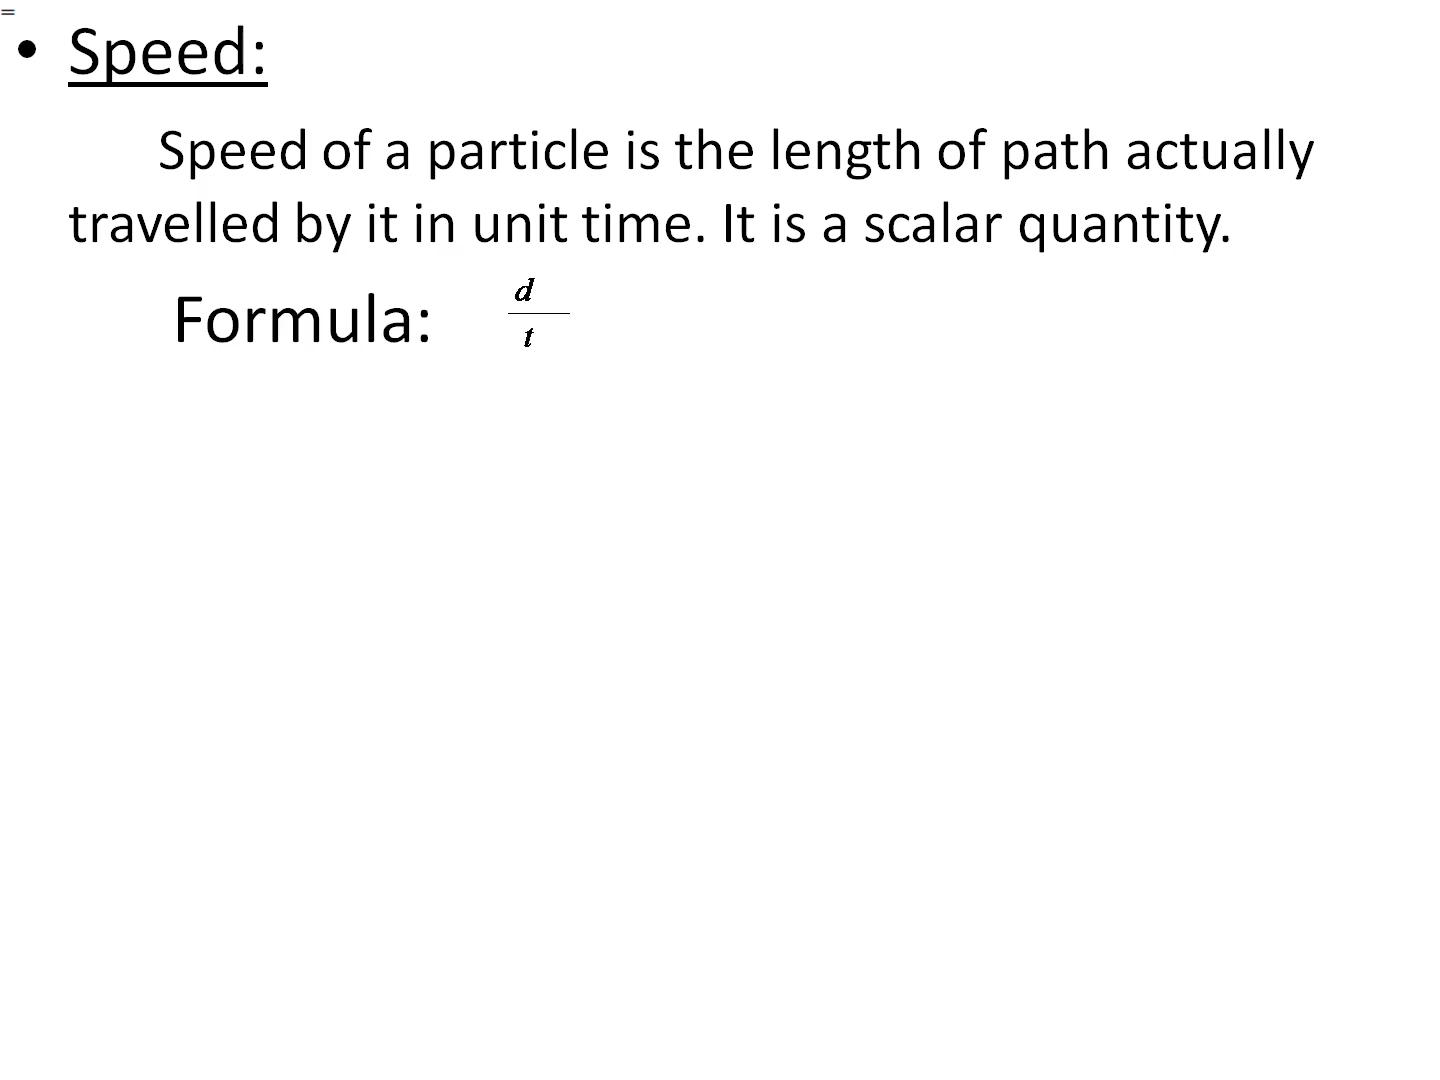 =
• Speed:
Speed of a particle is the length of path actually
travelled by it in unit time. It is a scalar quantity.
Formula: d
t